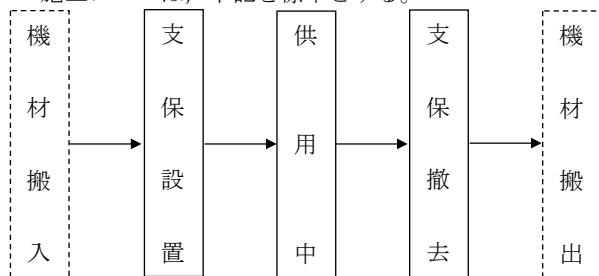 は、下記を標準とする。
機材搬入
支保設置
供用中
支保撤去
機材搬出